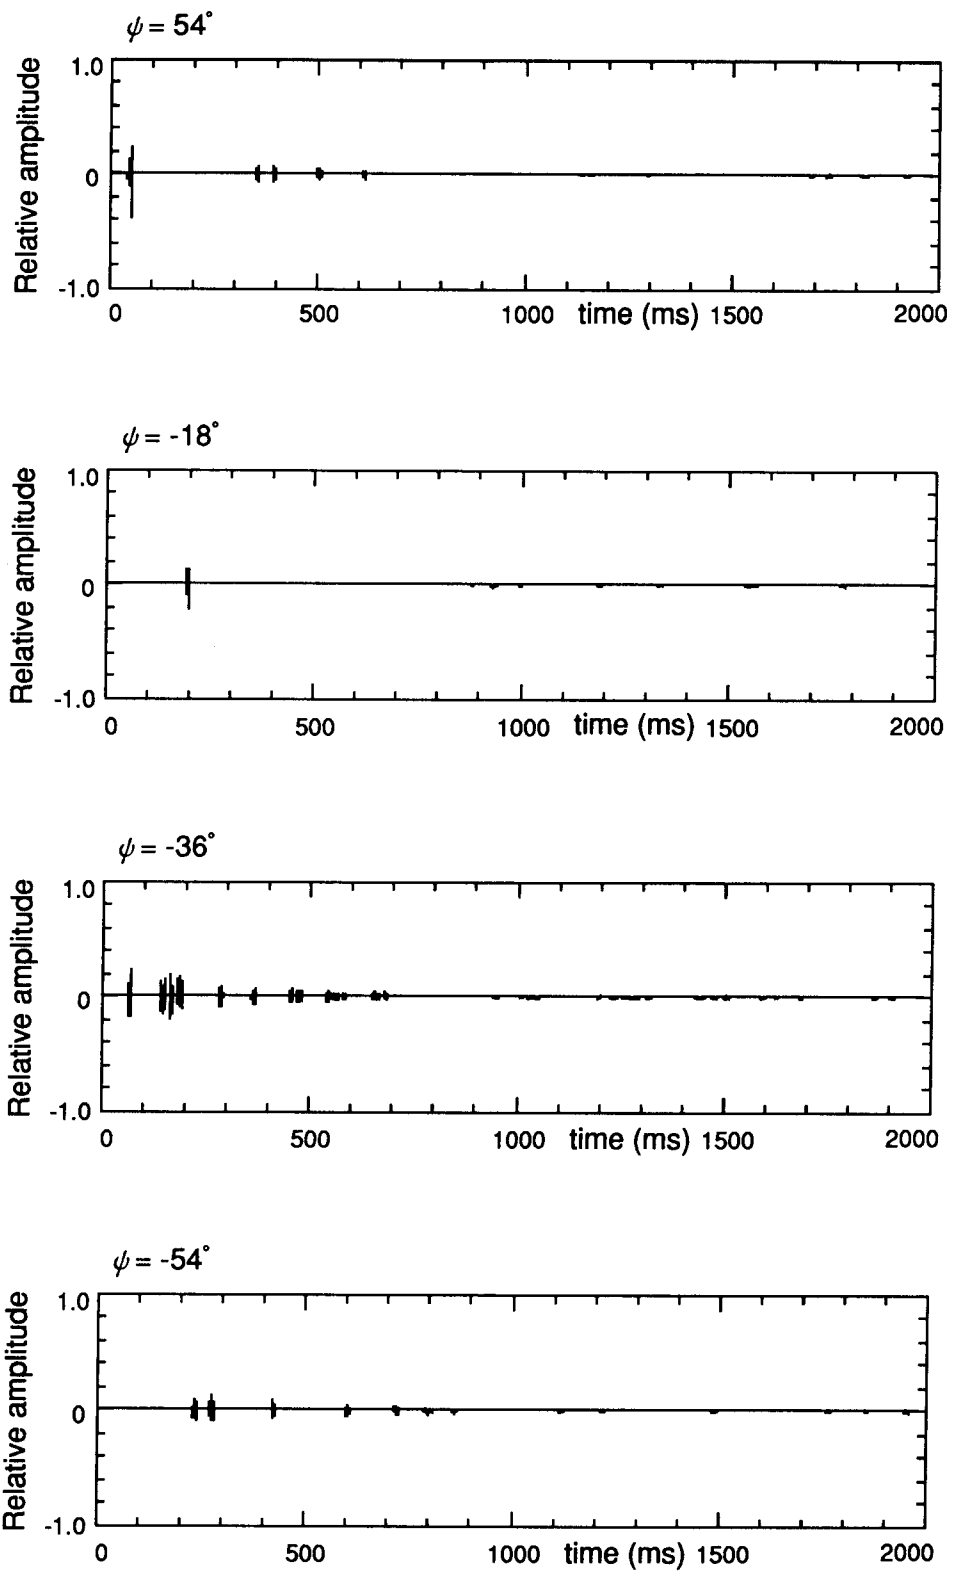 ψ = 54°
Relative amplitude
1.0
0
-1.0
0 500 1000 time (ms) 1500 2000
ψ = -18°
Relative amplitude
1.0
0
-1.0
0 500 1000 time (ms) 1500 2000
ψ = -36°
Relative amplitude
1.0
0
-1.0
0 500 1000 time (ms) 1500 2000
ψ = -54°
Relative amplitude
1.0
0
-1.0
0 500 1000 time (ms) 1500 2000